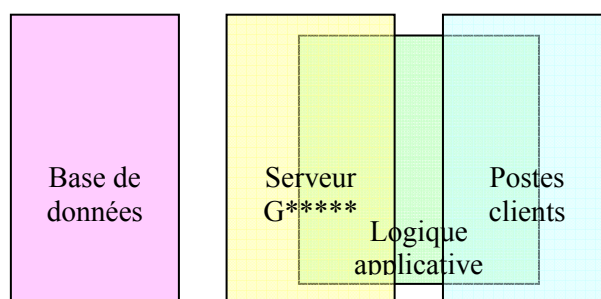 Base de
données
Serveur
G*****
Logique
applicative
Postes
clients